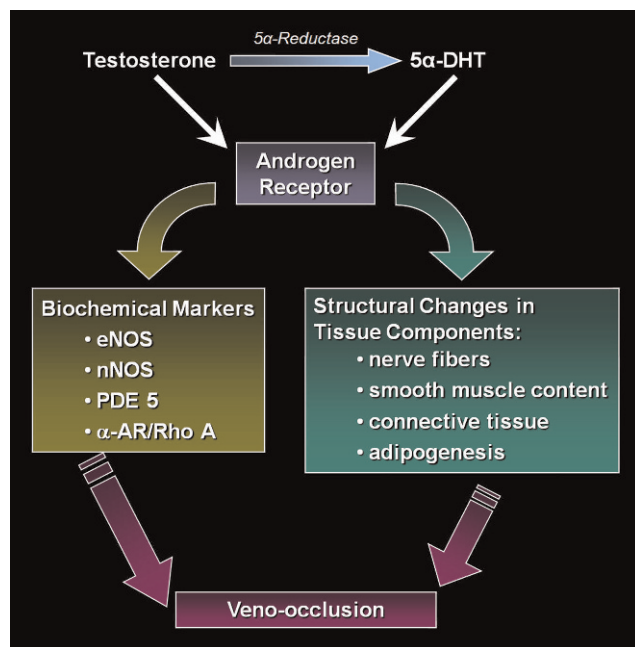 5α-Reductase
Testosterone
5α-DHT
Androgen
Receptor
Biochemical Markers
• eNOS
• nNOS
• PDE 5
• α-AR/Rho A
Structural Changes in
Tissue Components:
• nerve fibers
• smooth muscle content
• connective tissue
• adipogenesis
Veno-occlusion